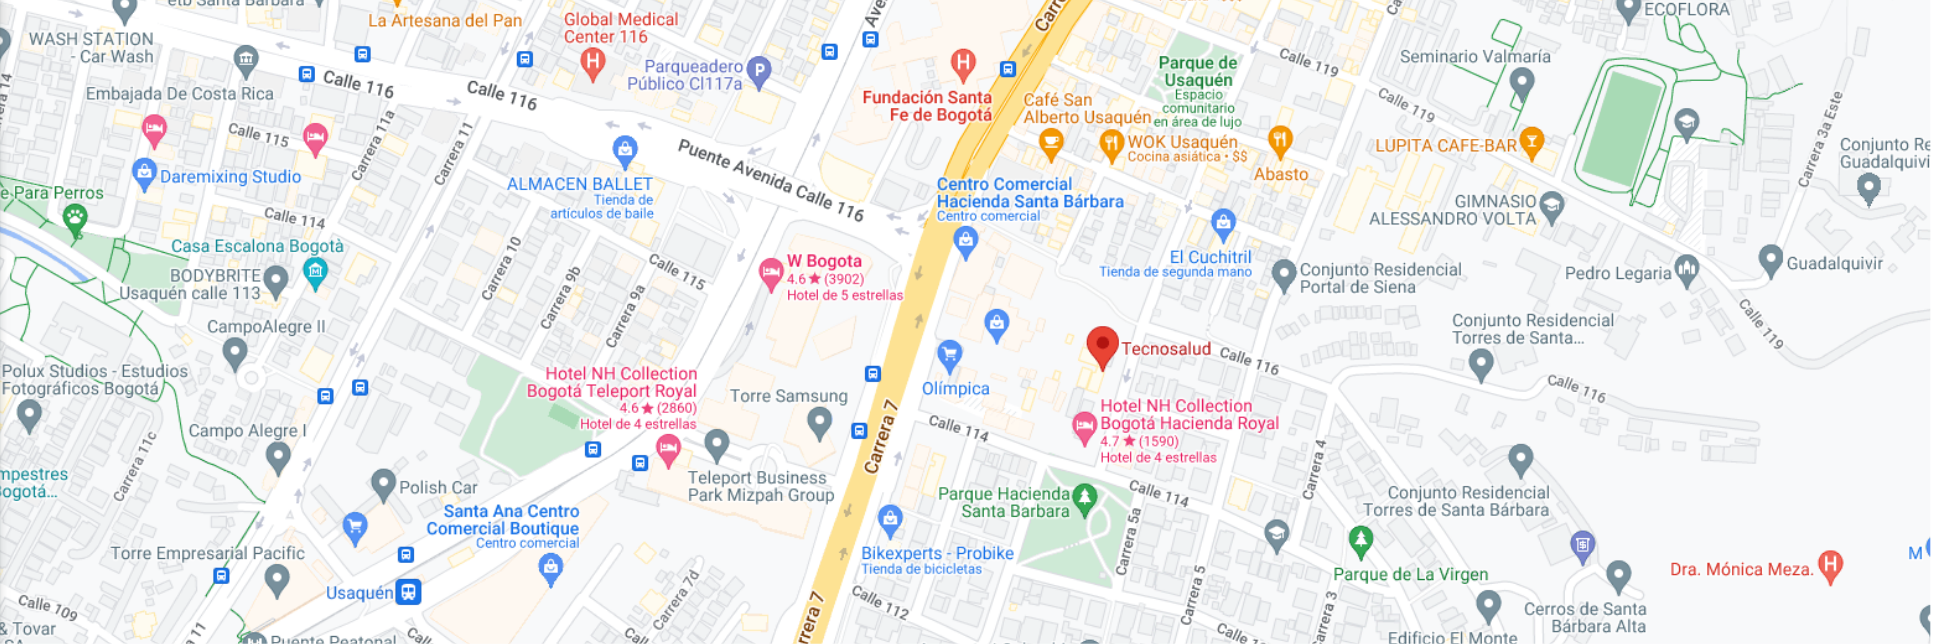 etb Santa Bárbara
La Artesana del Pan
Global Medical
Center 116
ECOFLORA
WASH STATION
- Car Wash
Parqueadero
Público Cl117a
Parque de
Usaquén
Espacio
comunitario
en área de lujo
Calle 119
Seminario Valmaría
Embajada De Costa Rica
Calle 116
Calle 116
Fundación Santa
Fe de Bogotá
Café San
Alberto Usaquén
WOK Usaquén
Cocina asiática • $$
Calle 119
LUPITA CAFE-BAR
Carrera 3a Este
Calle 115
Carrera 11a
Carrera 11
Puente Avenida Calle 116
Abasto
Daremixing Studio
ALMACEN BALLET
Tienda de
artículos de baile
Centro Comercial
Hacienda Santa Bárbara
Centro comercial
GIMNASIO
ALESSANDRO VOLTA
e Para Perros
Calle 114
Casa Escalona Bogotà
BODYBRITE
Usaquén calle 113
Carrera 10
Carrera 9b
Carrera 9a
Calle 115
W Bogota
4.6★ (3902)
Hotel de 5 estrellas
El Cuchitril
Tienda de segunda mano
Conjunto Residencial
Portal de Siena
Pedro Legaria
Guadalquivir
Calle 119
CampoAlegre II
Conjunto Residencial
Torres de Santa...
Tecnosalud
Calle 116
Calle 116
Polux Studios - Estudios
Fotográficos Bogotá
Hotel NH Collection
Bogotá Teleport Royal
4.6★ (2860)
Hotel de 4 estrellas
Torre Samsung
Olímpica
Hotel NH Collection
Bogotá Hacienda Royal
4.7★ (1590)
Hotel de 4 estrellas
Campo Alegre I
Carrera 11c
Carrera 7
Calle 114
Carrera 4
Polish Car
Teleport Business
Park Mizpah Group
Parque Hacienda
Santa Barbara
Calle 114
Conjunto Residencial
Torres de Santa Bárbara
Santa Ana Centro
Comercial Boutique
Centro comercial
Carrera 5a
Torre Empresarial Pacific
Bikexperts - Probike
Tienda de bicicletas
Parque de La Virgen
Dra. Mónica Meza.
Usaquén
Carrera 7d
Calle 112
Carrera 5
Carrera 3
Cerros de Santa
Bárbara Alta
Calle 109
& Tovar
Puente Peatonal
Edificio El Monte